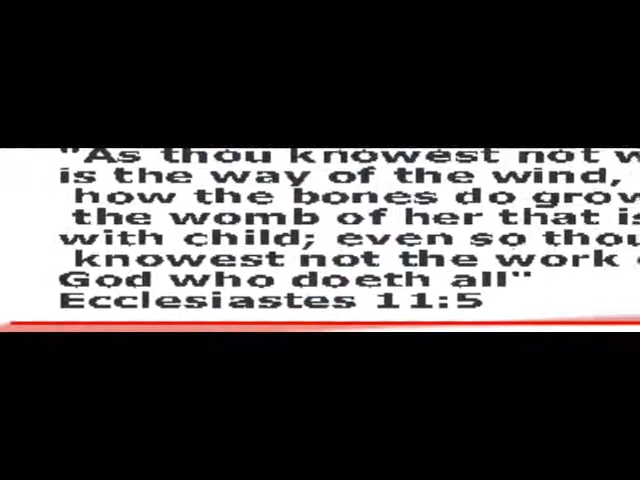 "As thou knowest not w
is the way of the wind,
how the bones do grow
the womb of her that is
with child; even so thou
knowest not the work
God who doeth all"
Ecclesiastes 11:5